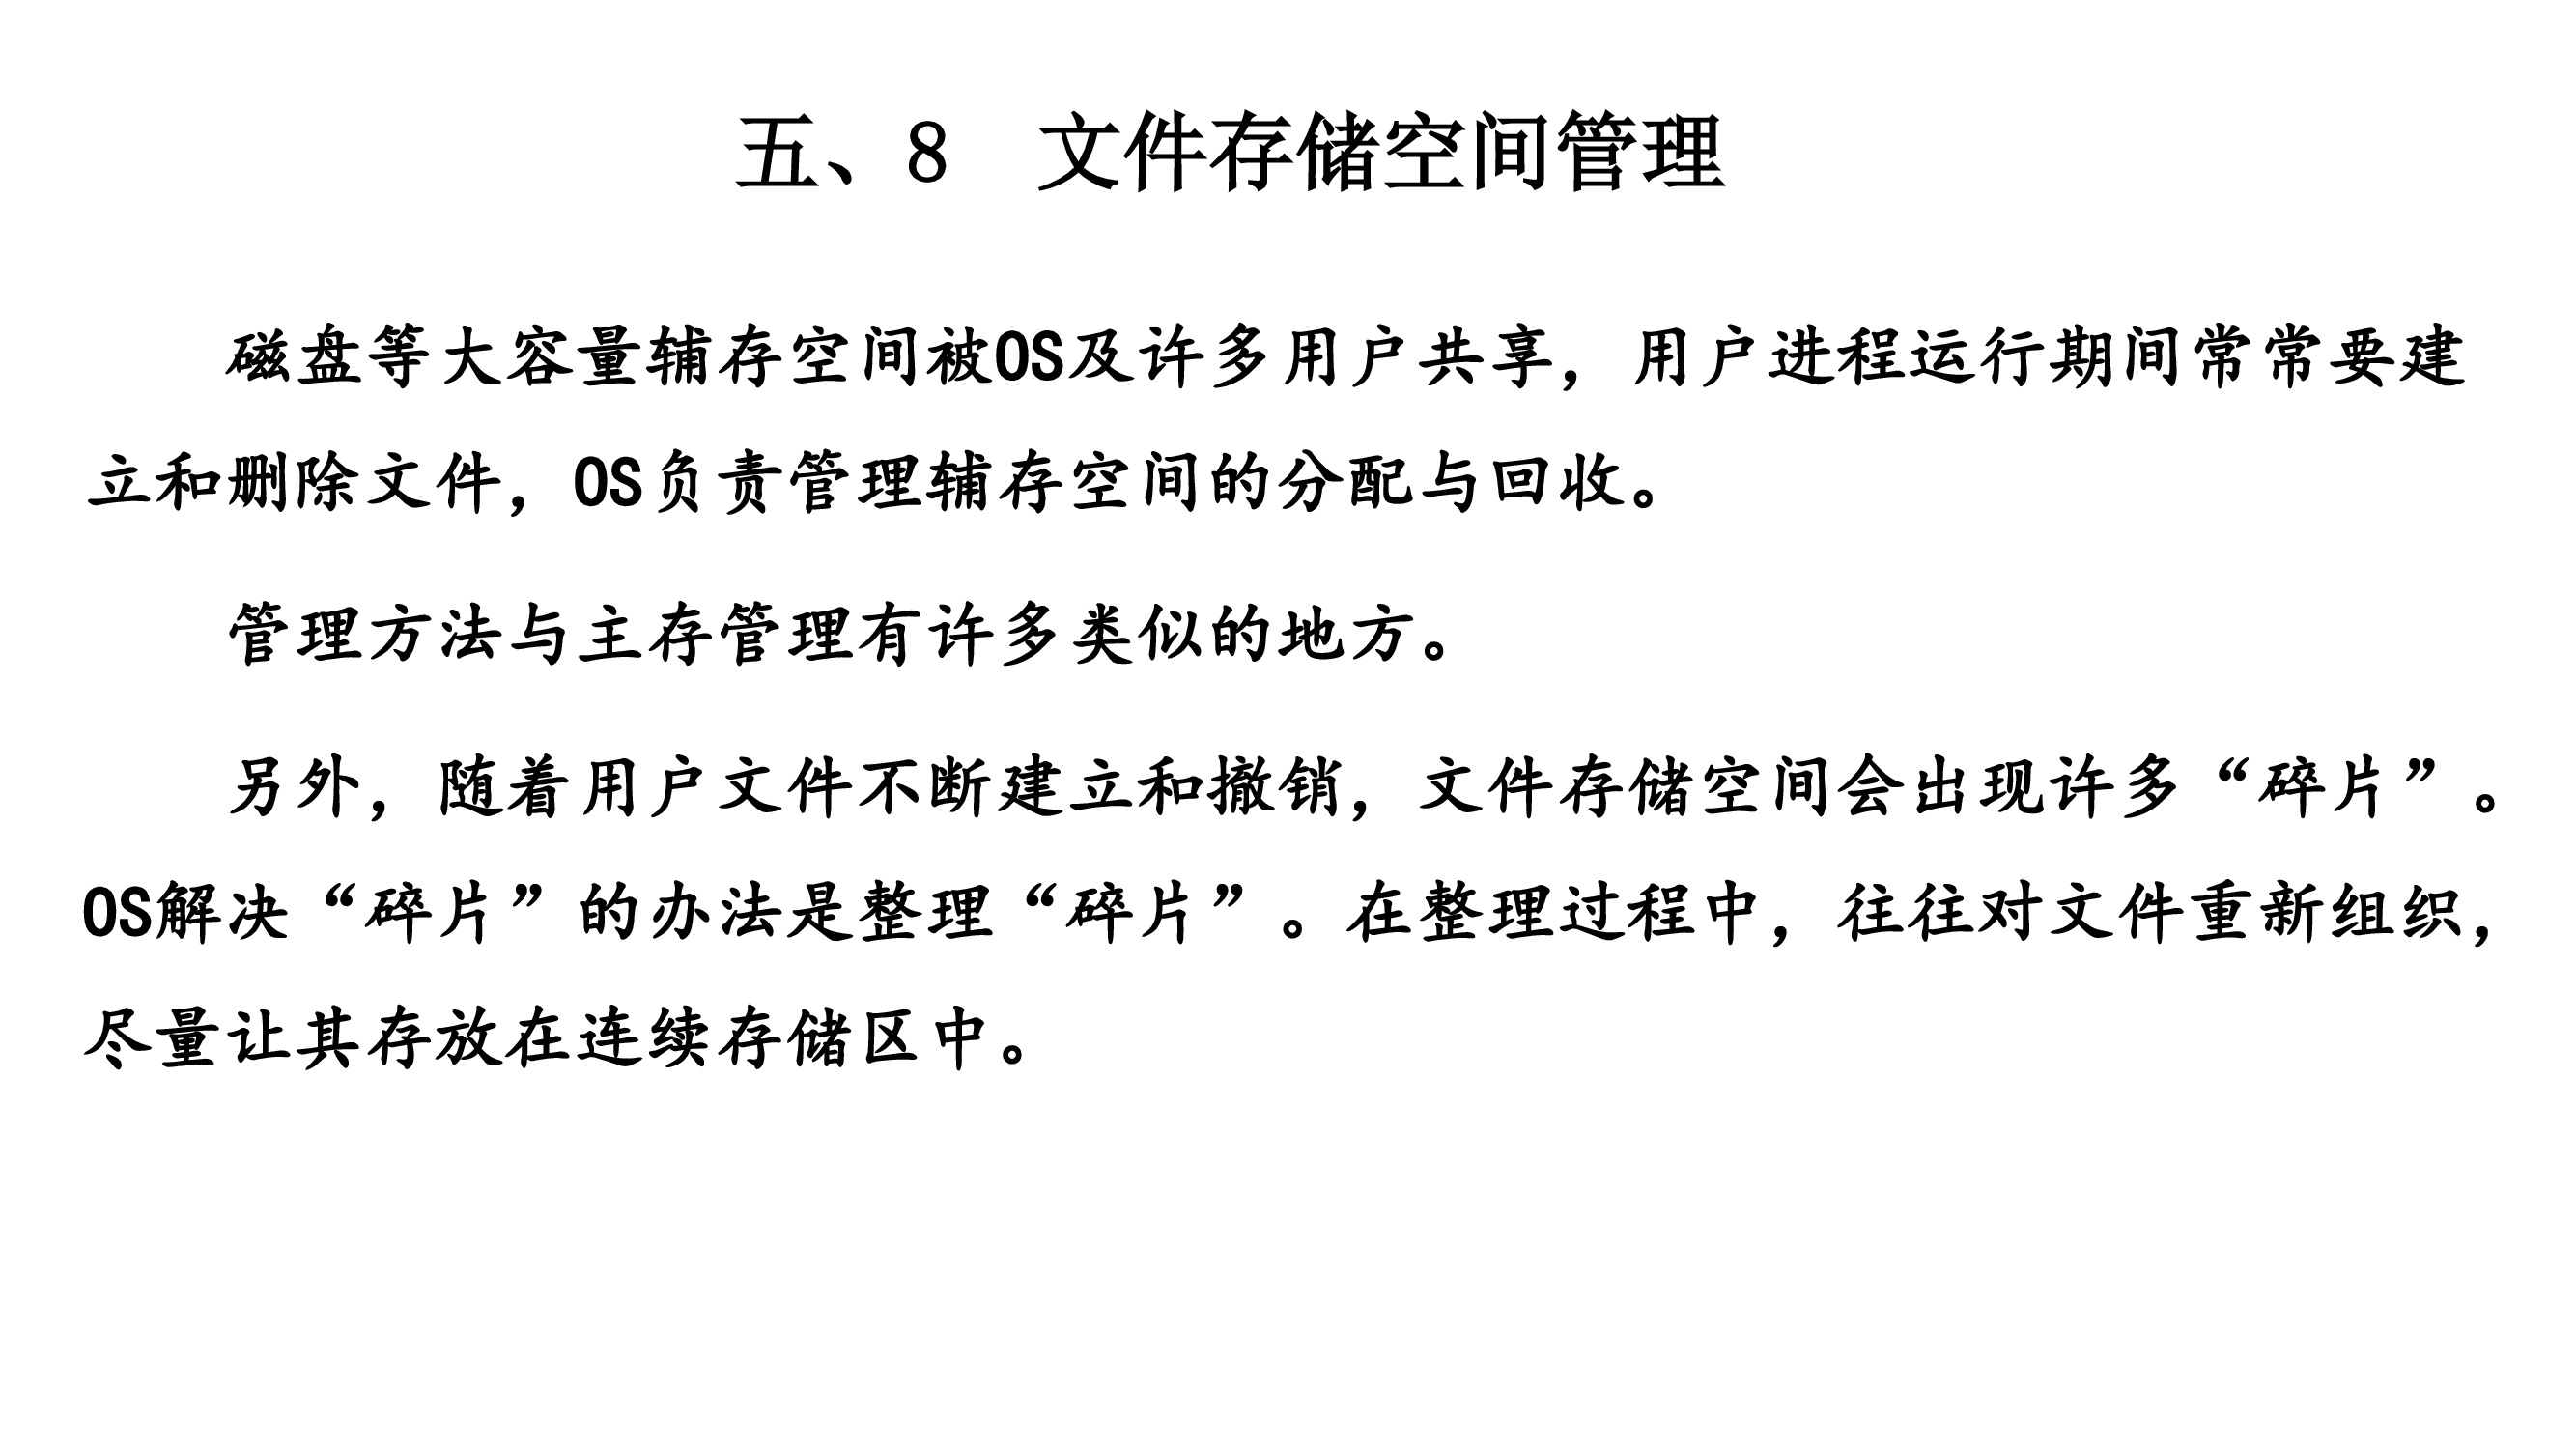 五、8　文件存储空间管理
磁盘等大容量辅存空间被OS及许多用户共享，用户进程运行期间常常要建
立和删除文件，OS负责管理辅存空间的分配与回收。
管理方法与主存管理有许多类似的地方。
另外，随着用户文件不断建立和撤销，文件存储空间会出现许多“碎片”。
OS解决“碎片”的办法是整理“碎片”。在整理过程中，往往对文件重新组织，
尽量让其存放在连续存储区中。